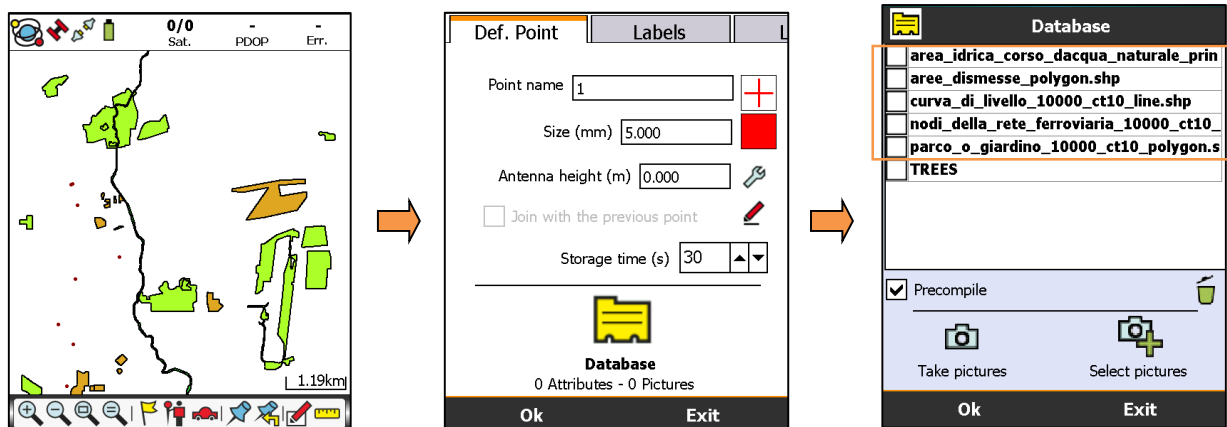 0/0 - -
Sat. PDOP Err.
1.19km
Def. Point Labels L
Point name 1
Size (mm) 5.000
Antenna height (m) 0.000
Join with the previous point
Storage time (s) 30
Database
0 Attributes - 0 Pictures
Ok Exit
Database
area_idrica_corso_dacqua_naturale_prin
aree_dismesse_polygon.shp
curva_di_livello_10000_ct10_line.shp
nodi_della_rete_ferroviaria_10000_ct10_
parco_o_giardino_10000_ct10_polygon.s
TREES
Precompile
Take pictures Select pictures
Ok Exit